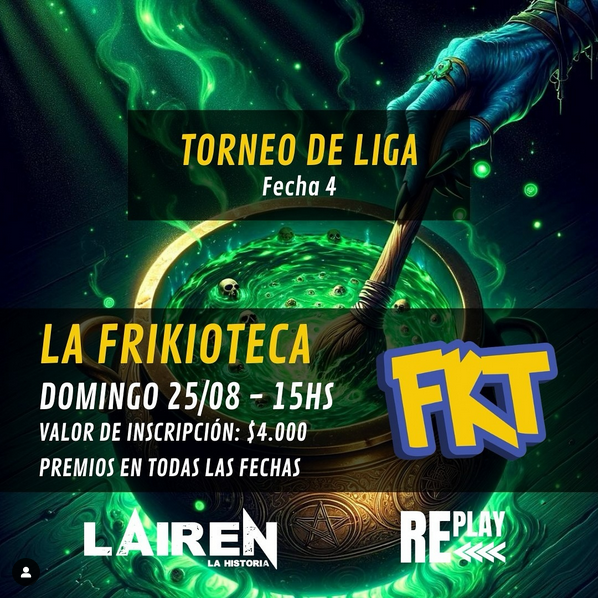 TORNEO DE LIGA
Fecha 4
LA FRIKIOTECA
DOMINGO 25/08 - 15HS
VALOR DE INSCRIPCIÓN: $4.000
PREMIOS EN TODAS LAS FECHAS
FKT
LAIREN
LA HISTORIA
REPLAY